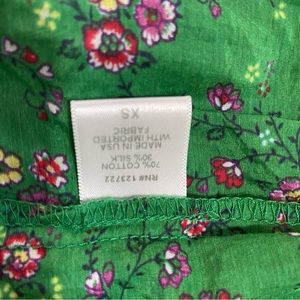 RN# 123722
70% COTTON
30% SILK
MADE IN USA
WITH IMPORTED
FABRIC
XS